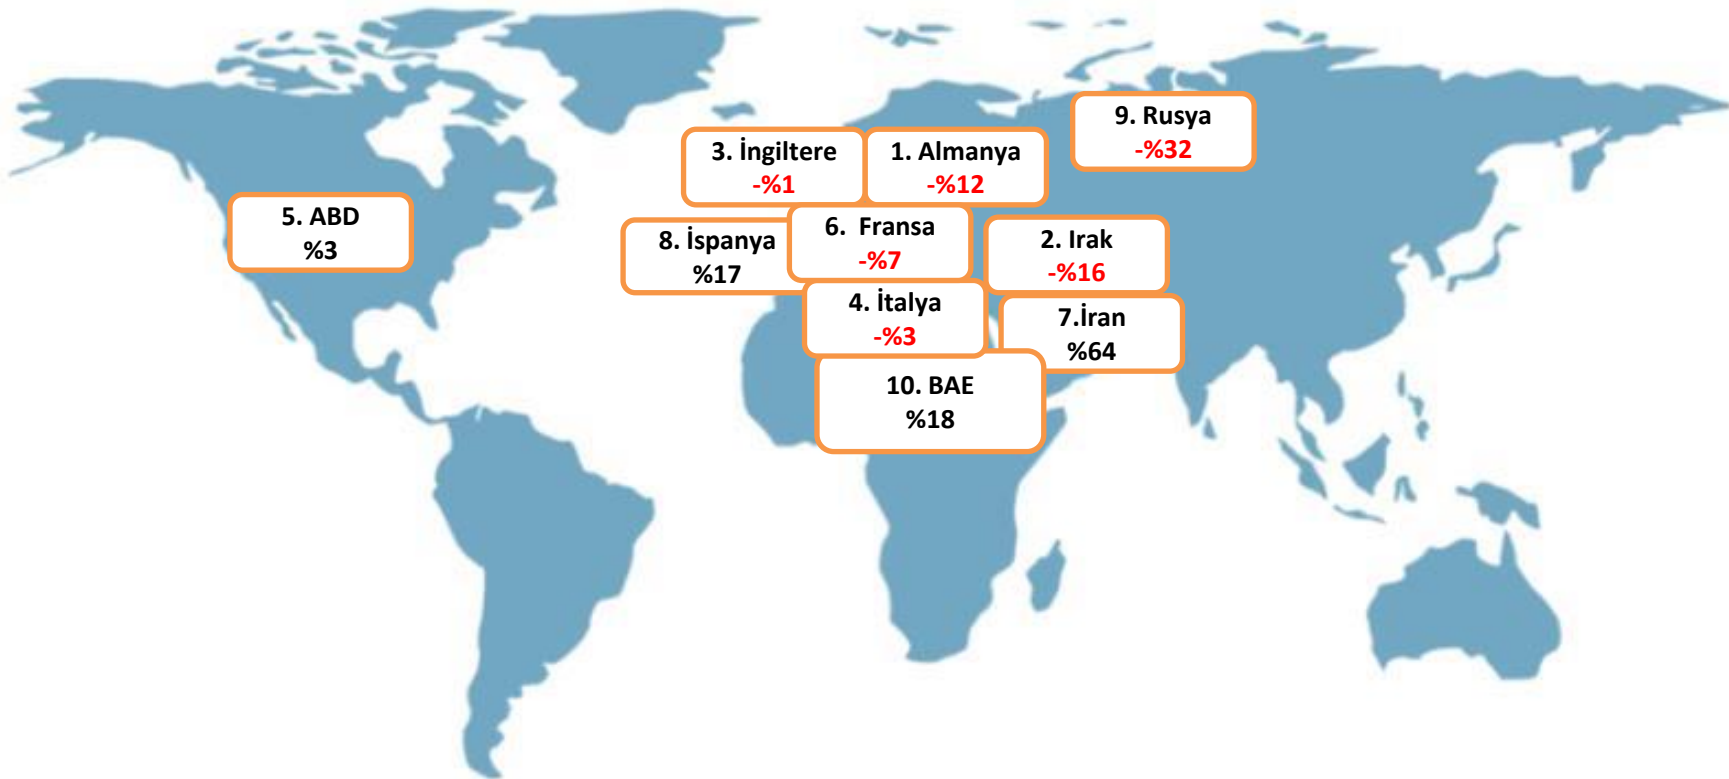 9. Rusya
-%32
3. İngiltere
-%1
1. Almanya
-%12
5. ABD
%3
8. İspanya
%17
6.  Fransa
-%7
2. Irak
-%16
4. İtalya
-%3
7.İran
%64
10. BAE
%18